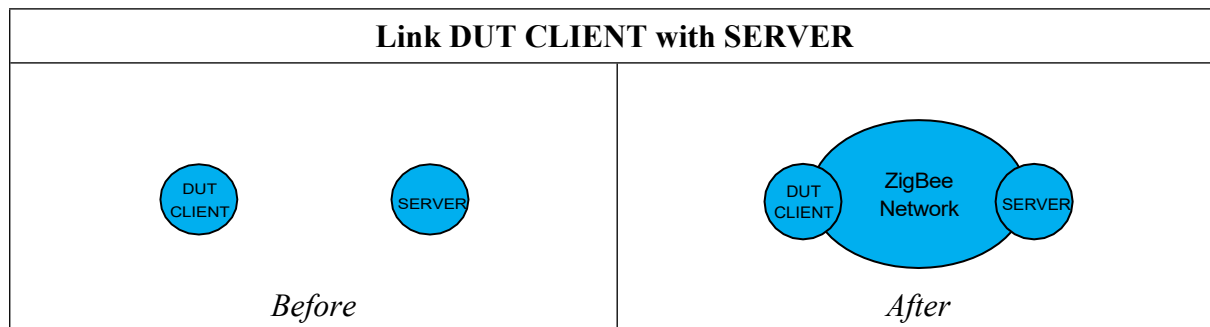 Link DUT CLIENT with SERVER
DUT
CLIENT
SERVER
Before
DUT
CLIENT
ZigBee
Network
SERVER
After